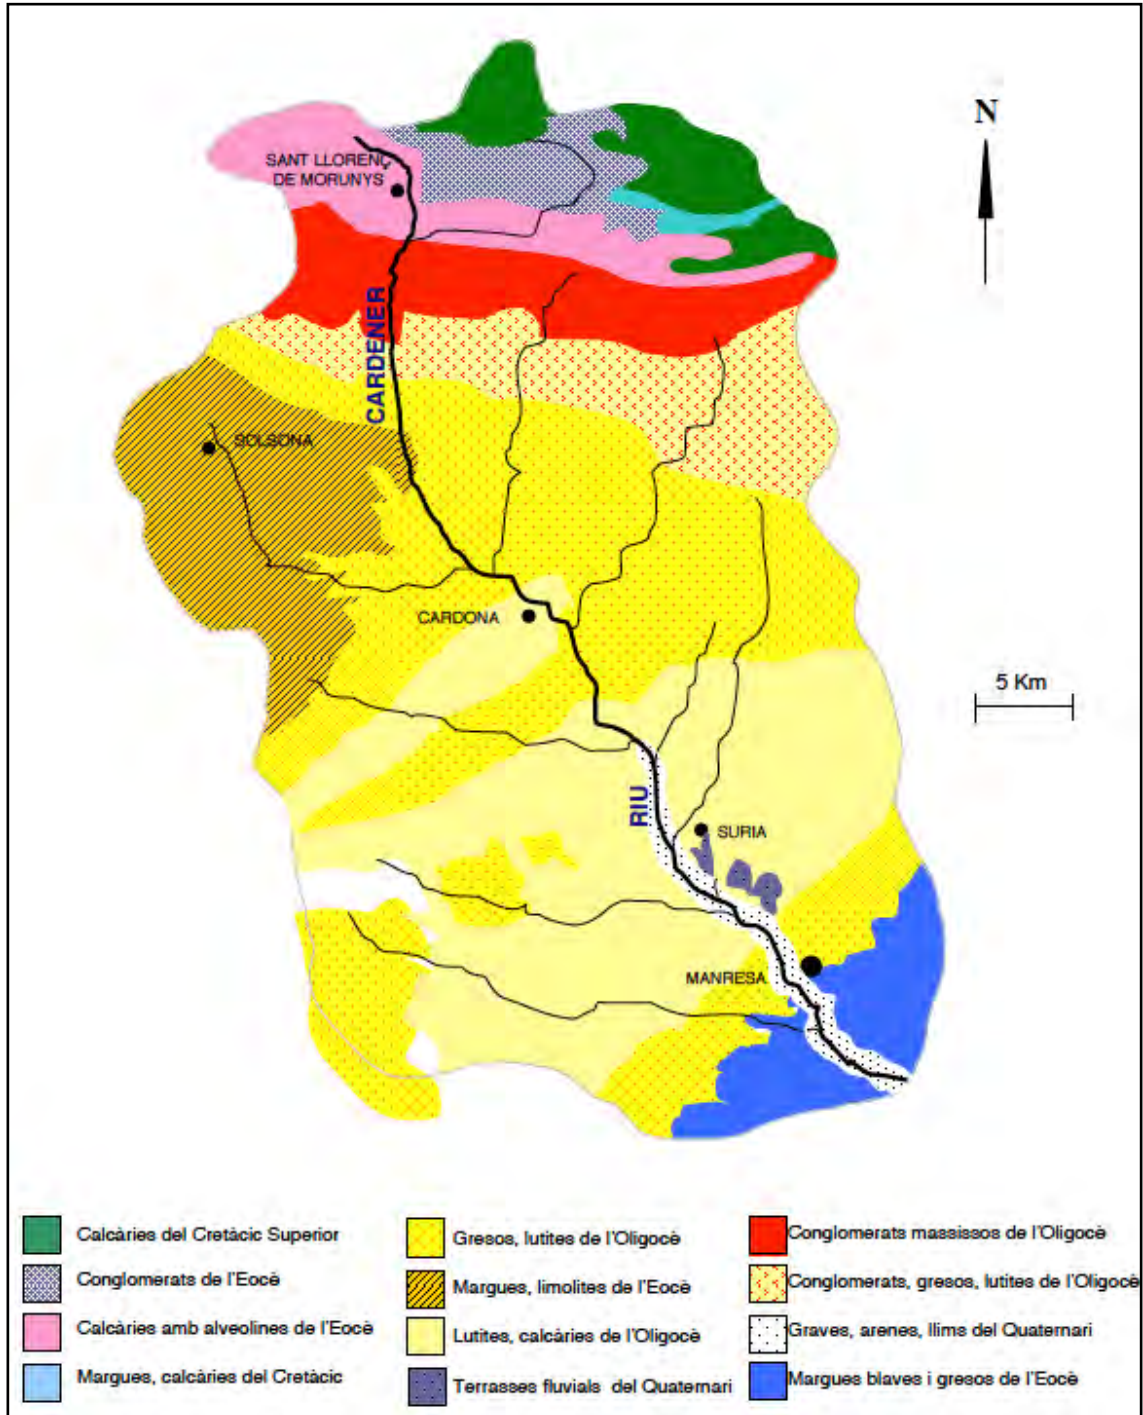 N
SANT LLORENÇ
DE MORUNYS
CARDENER
SOLSONA
CARDONA
5 Km
RIU
SURIA
MANRESA
Calcàries del Cretàcic Superior
Conglomerats de l'Eocè
Calcàries amb alveolines de l'Eocè
Margues, calcàries del Cretàcic
Gresos, lutites de l'Oligocè
Margues, limolites de l'Eocè
Lutites, calcàries de l'Oligocè
Terrasses fluvials del Quaternari
Conglomerats massissos de l'Oligocè
Conglomerats, gresos, lutites de l'Oligocè
Graves, arenes, llims del Quaternari
Margues blaves i gresos de l'Eocè